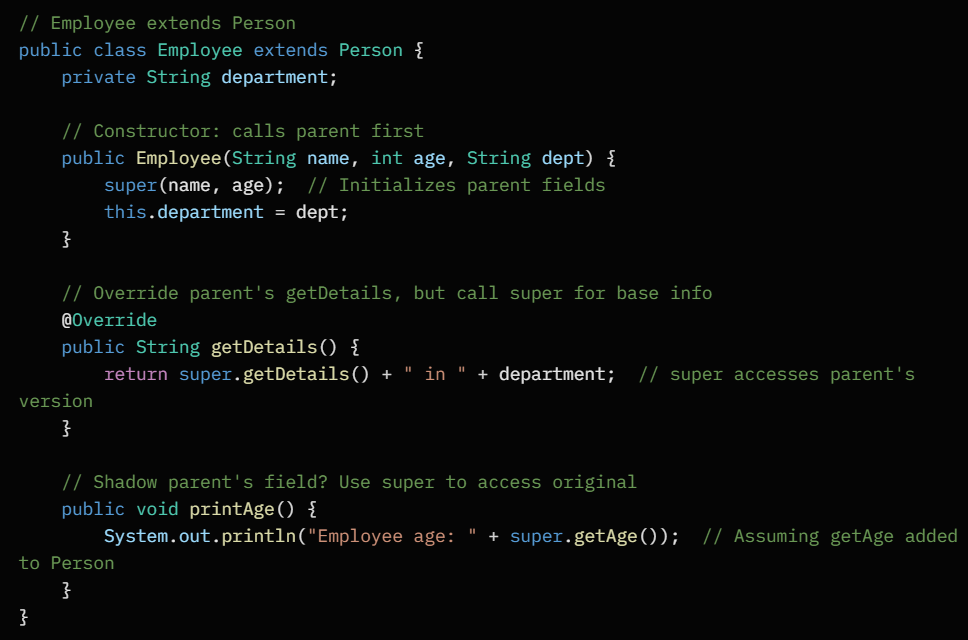 // Employee extends Person
public class Employee extends Person {
    private String department;

    // Constructor: calls parent first
    public Employee(String name, int age, String dept) {
        super(name, age);  // Initializes parent fields
        this.department = dept;
    }

    // Override parent's getDetails, but call super for base info
    @Override
    public String getDetails() {
        return super.getDetails() + " in " + department;  // super accesses parent's
version
    }

    // Shadow parent's field? Use super to access original
    public void printAge() {
        System.out.println("Employee age: " + super.getAge());  // Assuming getAge added
to Person
    }
}